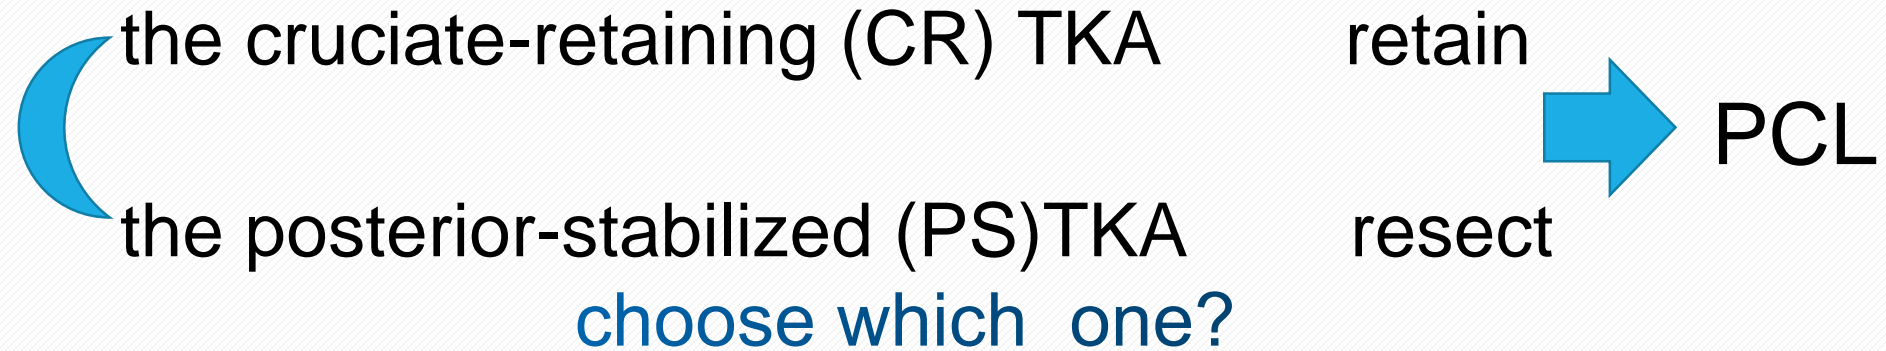 the cruciate-retaining (CR) TKA retain
PCL
the posterior-stabilized (PS)TKA resect
choose which one?